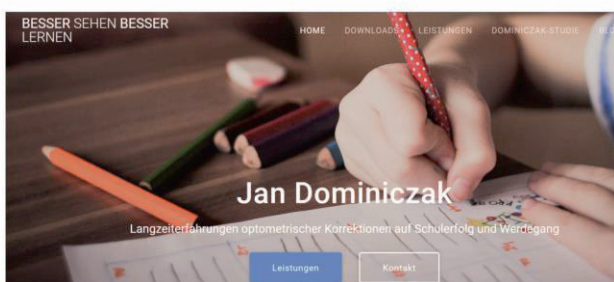 BESSER SEHEN BESSER
LERNEN
HOME DOWNLOADS LEISTUNGEN DOMINICZAK-STUDIE
Jan Dominiczak
Langzeiterfahrungen optometrischer Korrektionen auf Schulerfolg und Werdegang
Leistungen Kontakt